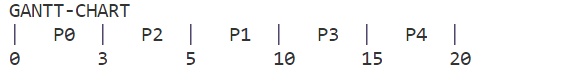 GANTT-CHART
|   P0  |   P2  |   P1  |   P3  |   P4  |
0       3       5       10      15      20